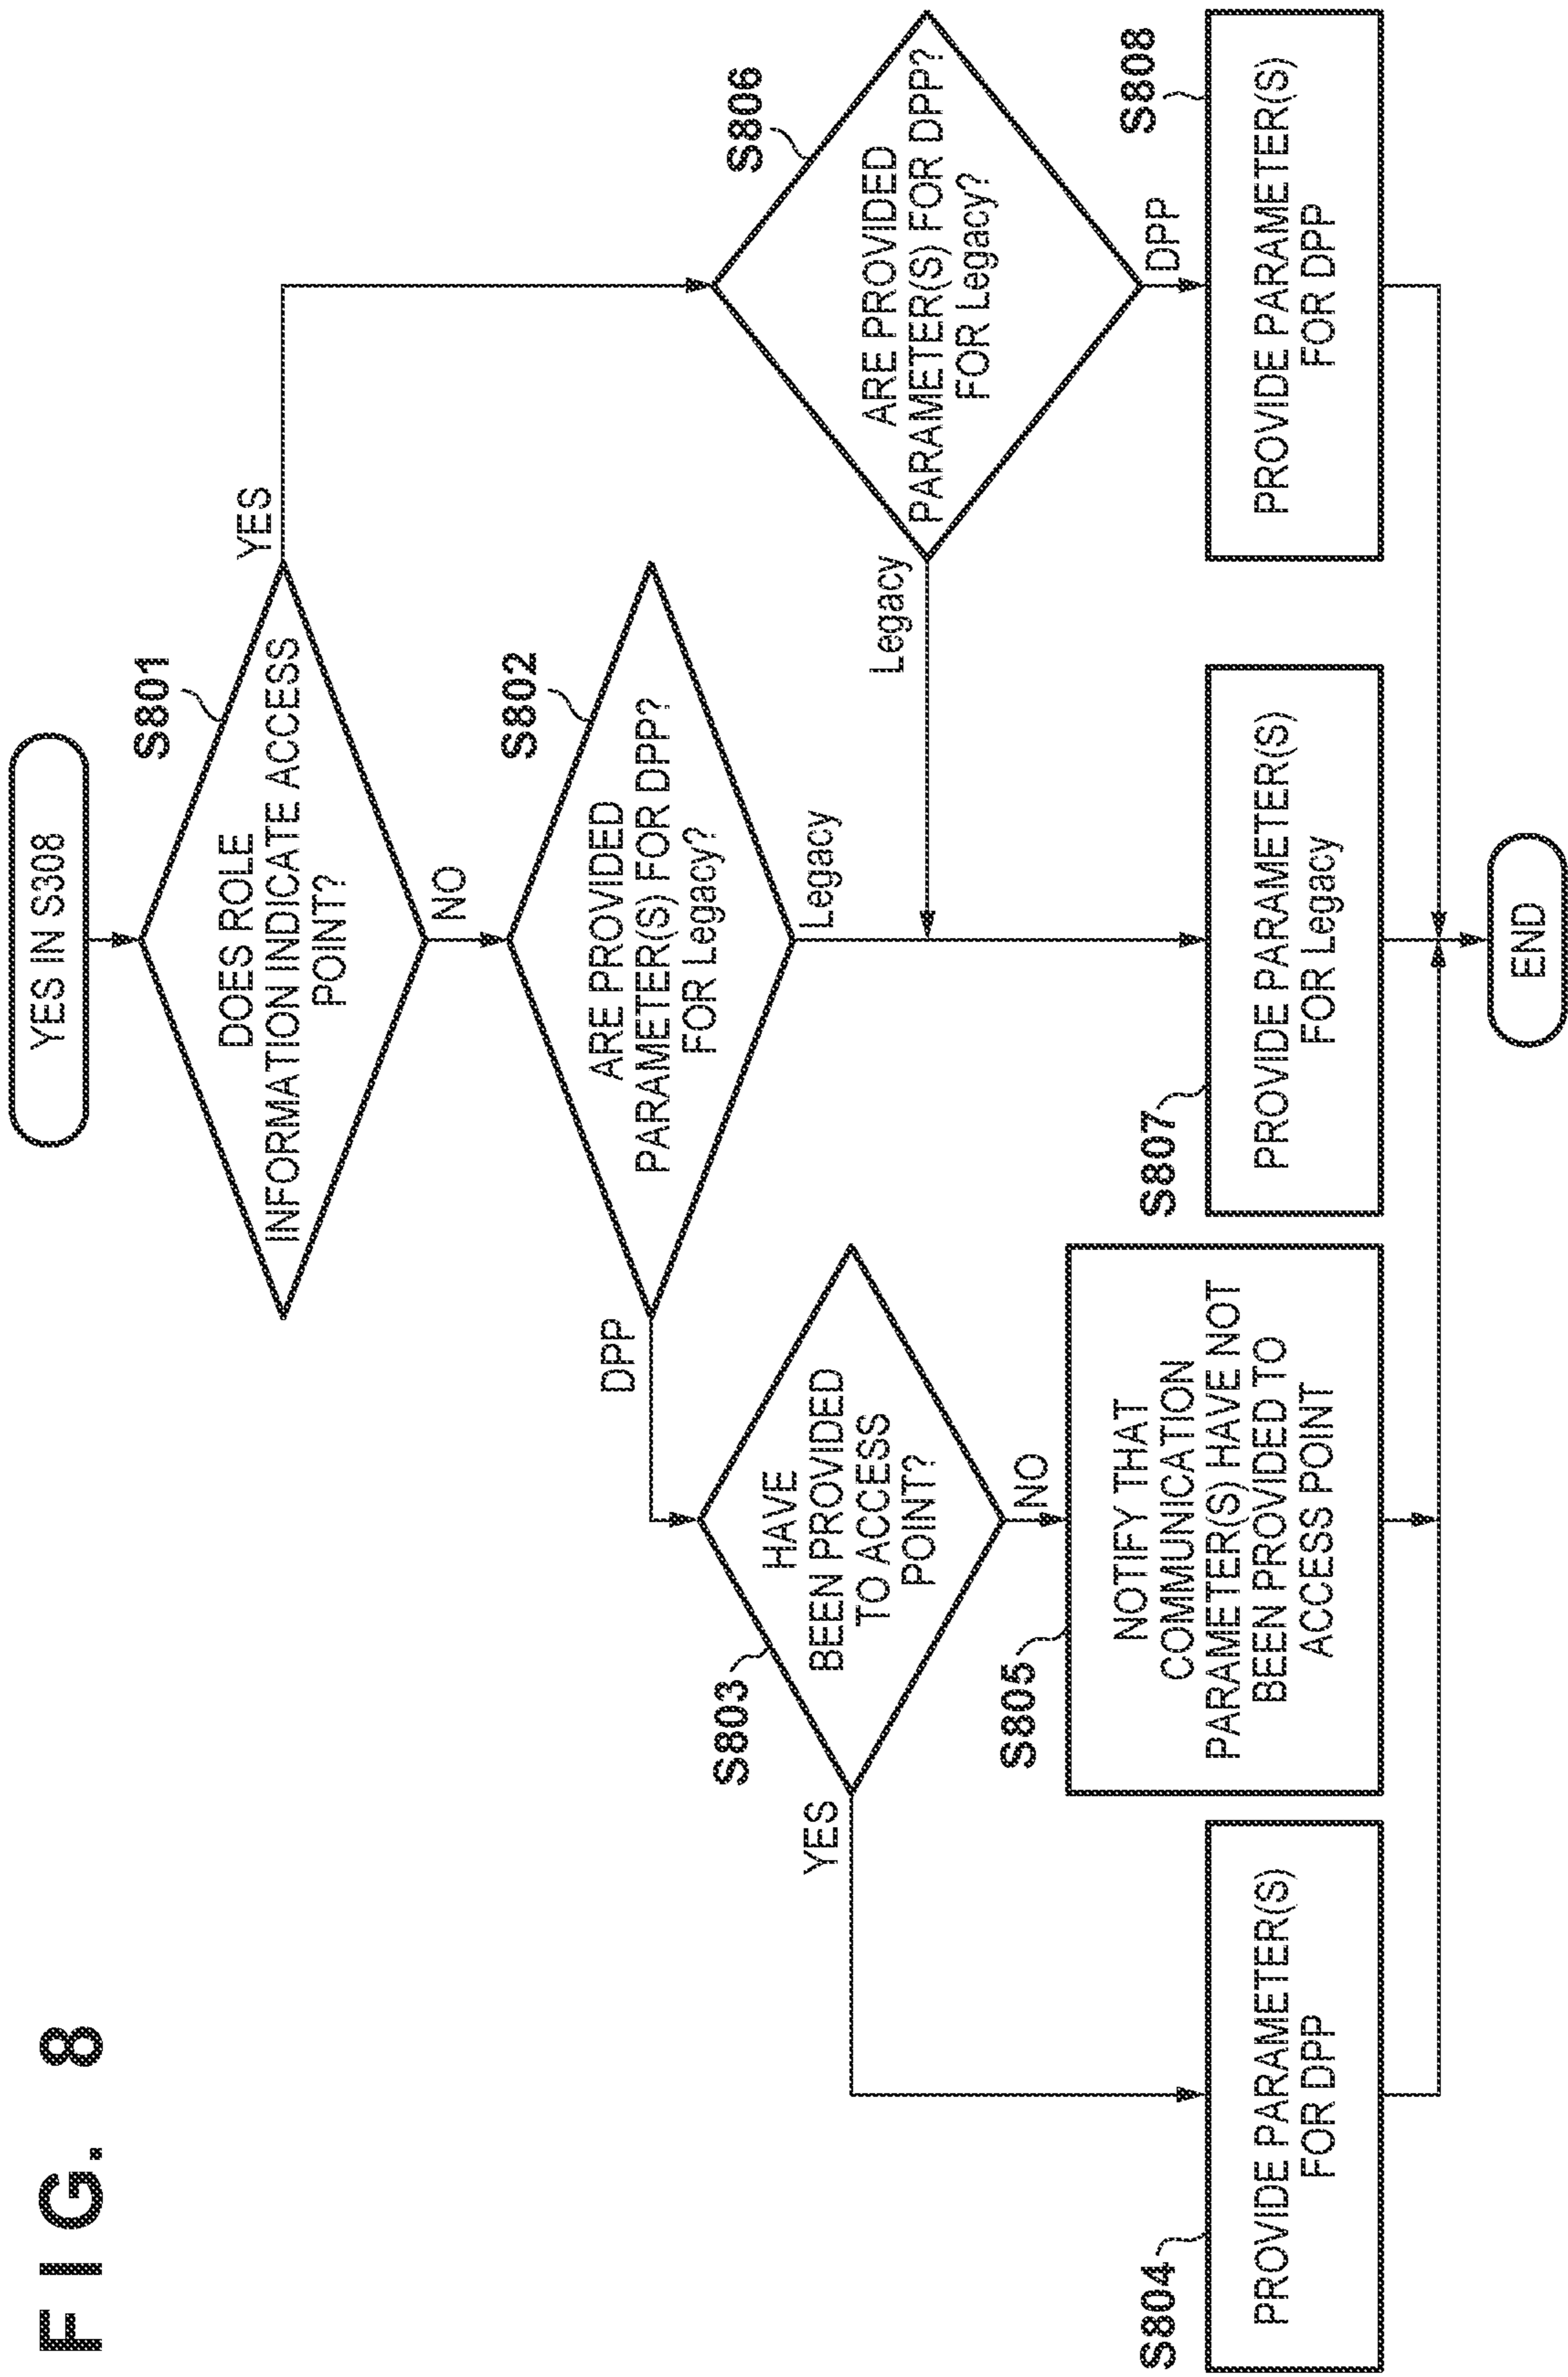 FIG. 8
YES IN S308
S801
DOES ROLE
INFORMATION INDICATE ACCESS
POINT?
YES
NO
S802
ARE PROVIDED
PARAMETER(S) FOR DPP?
FOR Legacy?
DPP
Legacy
S803
HAVE
BEEN PROVIDED
TO ACCESS
POINT?
YES
NO
S806
ARE PROVIDED
PARAMETER(S) FOR DPP?
FOR Legacy?
Legacy
DPP
S804
PROVIDE PARAMETER(S)
FOR DPP
S805
NOTIFY THAT
COMMUNICATION
PARAMETER(S) HAVE NOT
BEEN PROVIDED TO
ACCESS POINT
S807
PROVIDE PARAMETER(S)
FOR Legacy
S808
PROVIDE PARAMETER(S)
FOR DPP
END